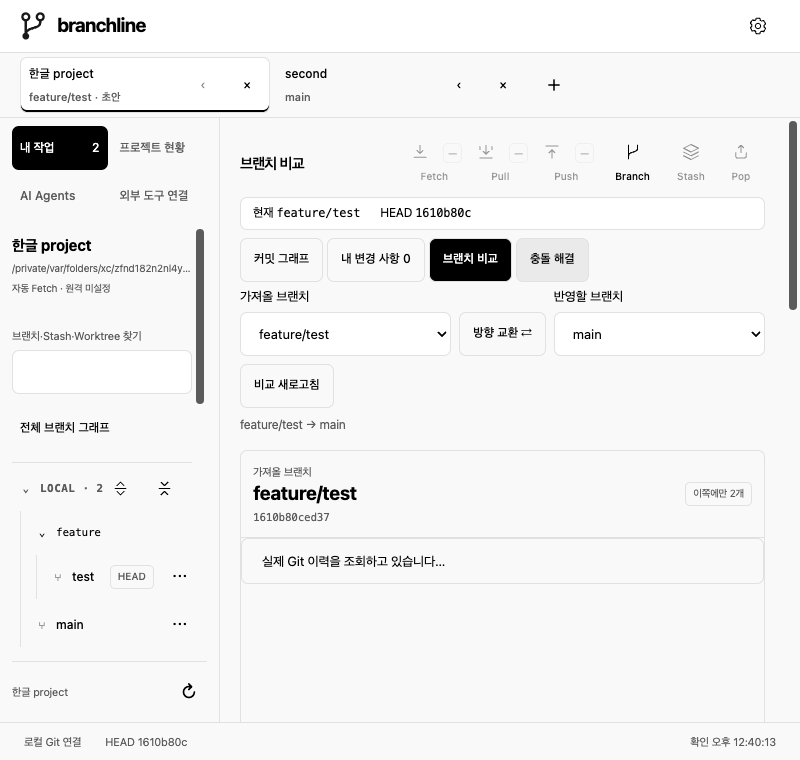 branchline
한글 project
feature/test · 초안
second
main
내 작업 2
프로젝트 현황
AI Agents
외부 도구 연결
한글 project
/private/var/folders/xc/zfnd182n2nl4y...
자동 Fetch · 원격 미설정
브랜치·Stash·Worktree 찾기
전체 브랜치 그래프
LOCAL · 2
feature
test HEAD
main
한글 project
브랜치 비교
Fetch
Pull
Push
Branch
Stash
Pop
현재 feature/test HEAD 1610b80c
커밋 그래프
내 변경 사항 0
브랜치 비교
충돌 해결
가져올 브랜치
반영할 브랜치
feature/test
방향 교환 ⇄
main
비교 새로고침
feature/test → main
가져올 브랜치
feature/test
이쪽에만 2개
1610b80ced37
실제 Git 이력을 조회하고 있습니다...
로컬 Git 연결
HEAD 1610b80c
확인 오후 12:40:13